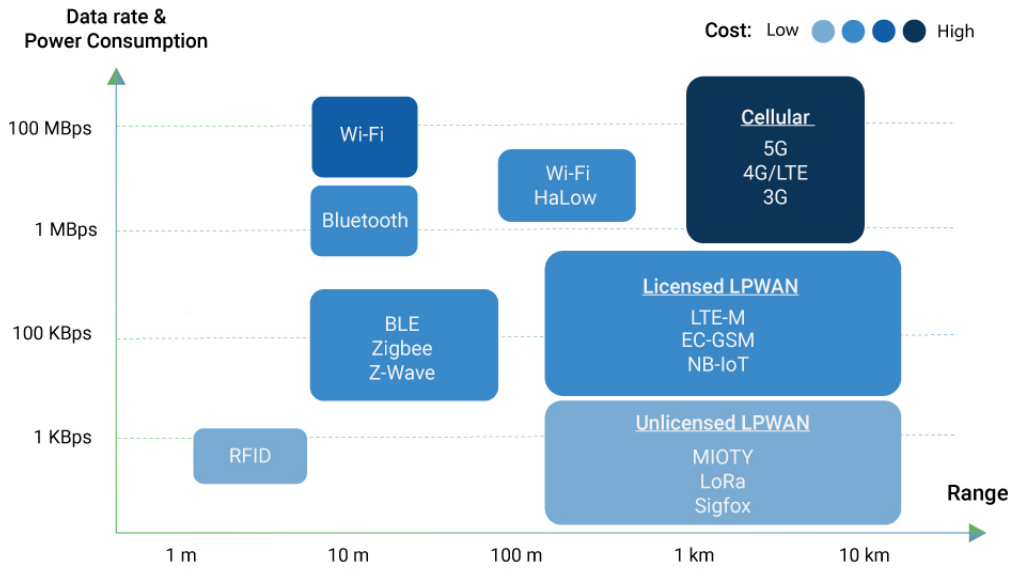 Data rate &
Power Consumption
Cost: Low High
100 MBps
Wi-Fi
Cellular
5G
4G/LTE
3G
Wi-Fi
HaLow
Bluetooth
1 MBps
Licensed LPWAN
LTE-M
EC-GSM
NB-IoT
BLE
Zigbee
Z-Wave
100 KBps
1 KBps
RFID
Unlicensed LPWAN
MIOTY
LoRa
Sigfox
Range
1 m 10 m 100 m 1 km 10 km